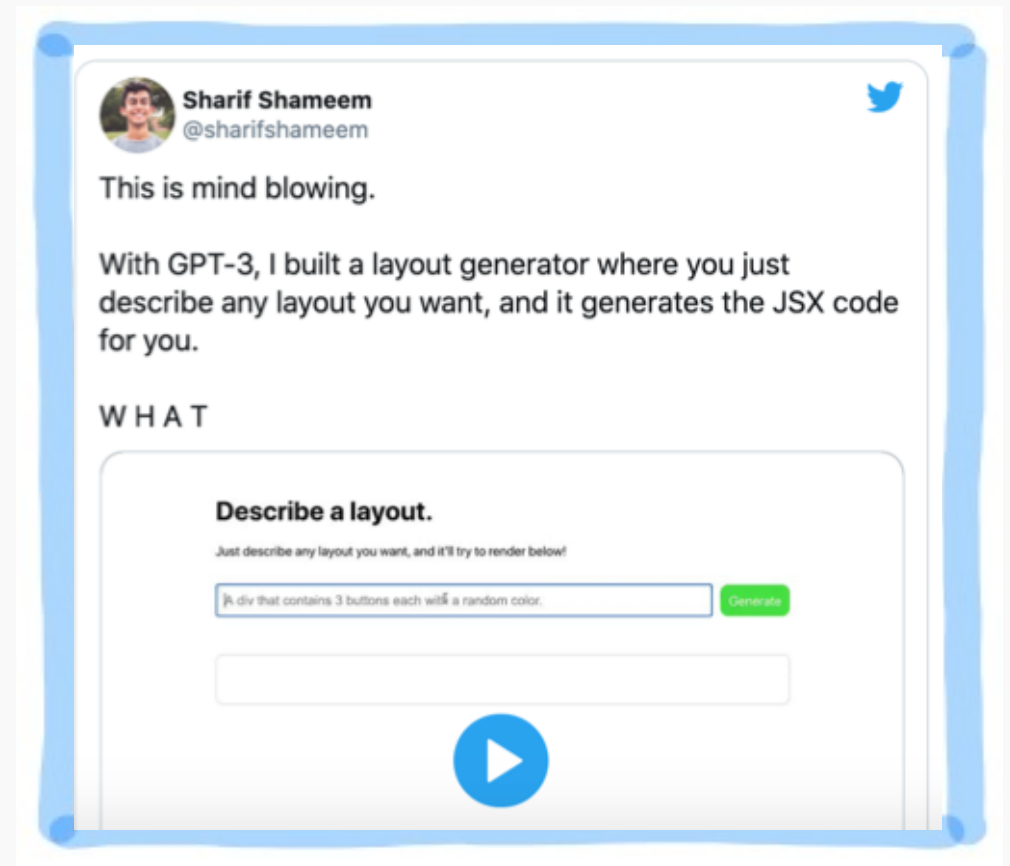 Sharif Shameem
@sharifshameem
This is mind blowing.
With GPT-3, I built a layout generator where you just
describe any layout you want, and it generates the JSX code
for you.
W H A T
Describe a layout.
Just describe any layout you want, and it'll try to render below!
A div that contains 3 buttons each with a random color.
Generate